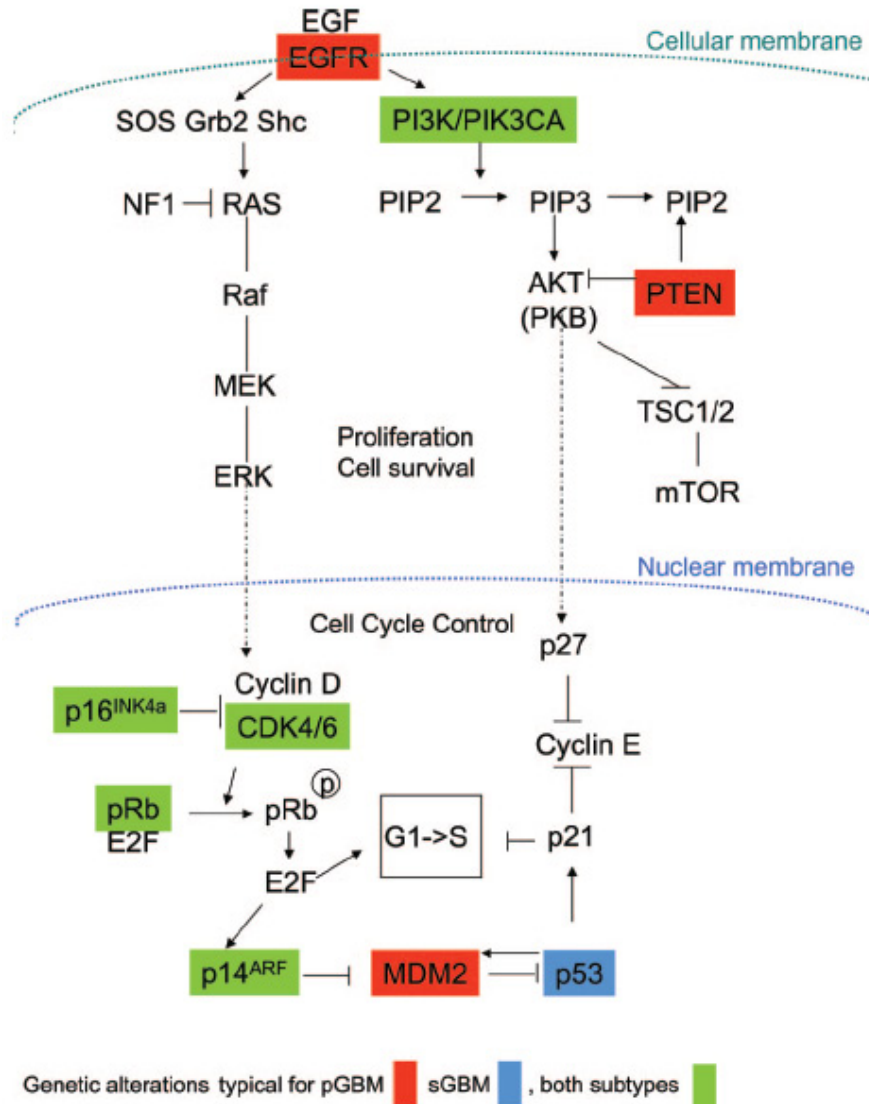 EGF
EGFR
Cellular membrane
SOS Grb2 Shc
PI3K/PIK3CA
NF1
RAS
PIP2
PIP3
PIP2
Raf
AKT
(PKB)
PTEN
MEK
TSC1/2
Proliferation
Cell survival
ERK
mTOR
Nuclear membrane
Cell Cycle Control
p27
Cyclin D
p16INK4a
CDK4/6
Cyclin E
pRb
E2F
pRb
p
G1->S
p21
E2F
p14ARF
MDM2
p53
Genetic alterations typical for pGBM sGBM , both subtypes